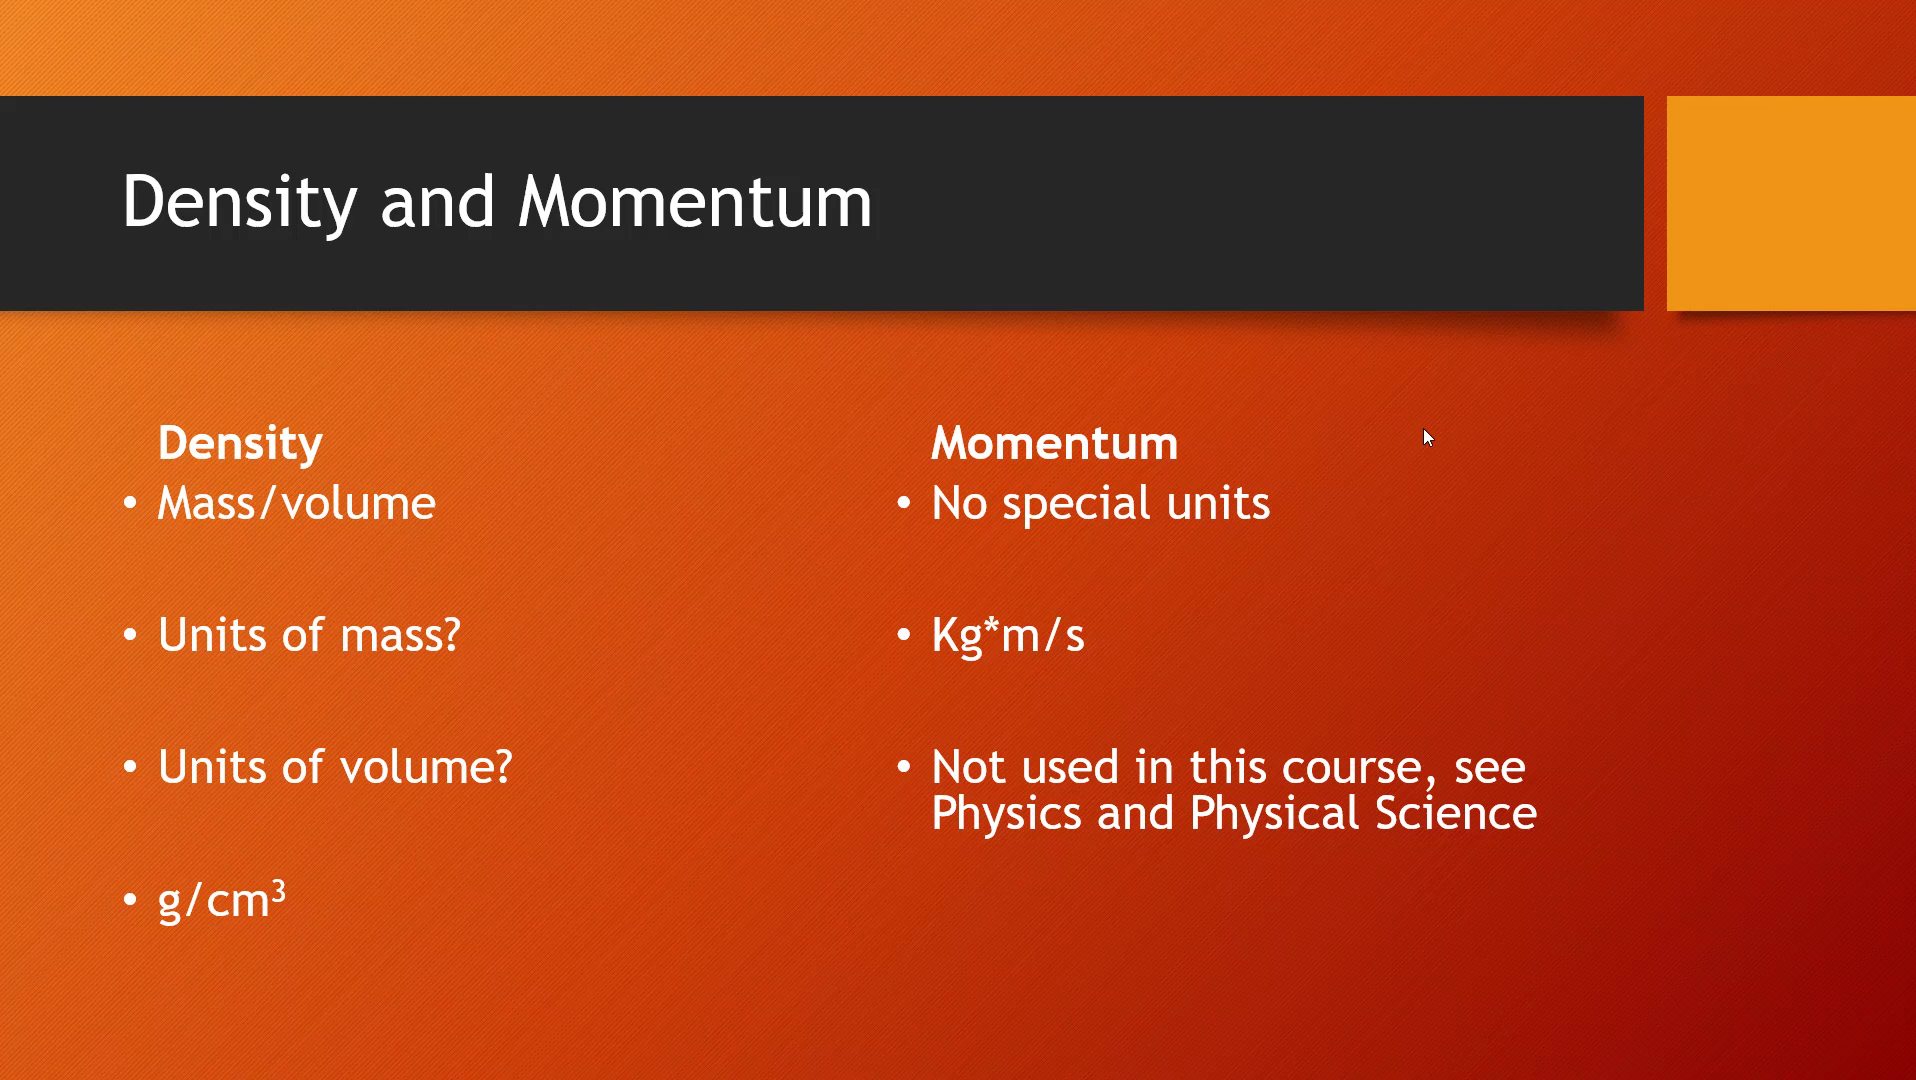 Density and Momentum
Density
• Mass/volume
• Units of mass?
• Units of volume?
• g/cm³
Momentum
• No special units
• Kg*m/s
• Not used in this course, see
Physics and Physical Science